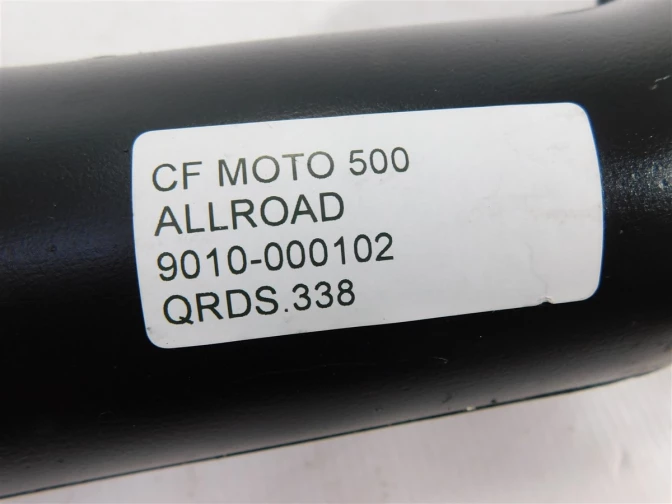 CF MOTO 500
ALLROAD
9010-000102
QRDS.338